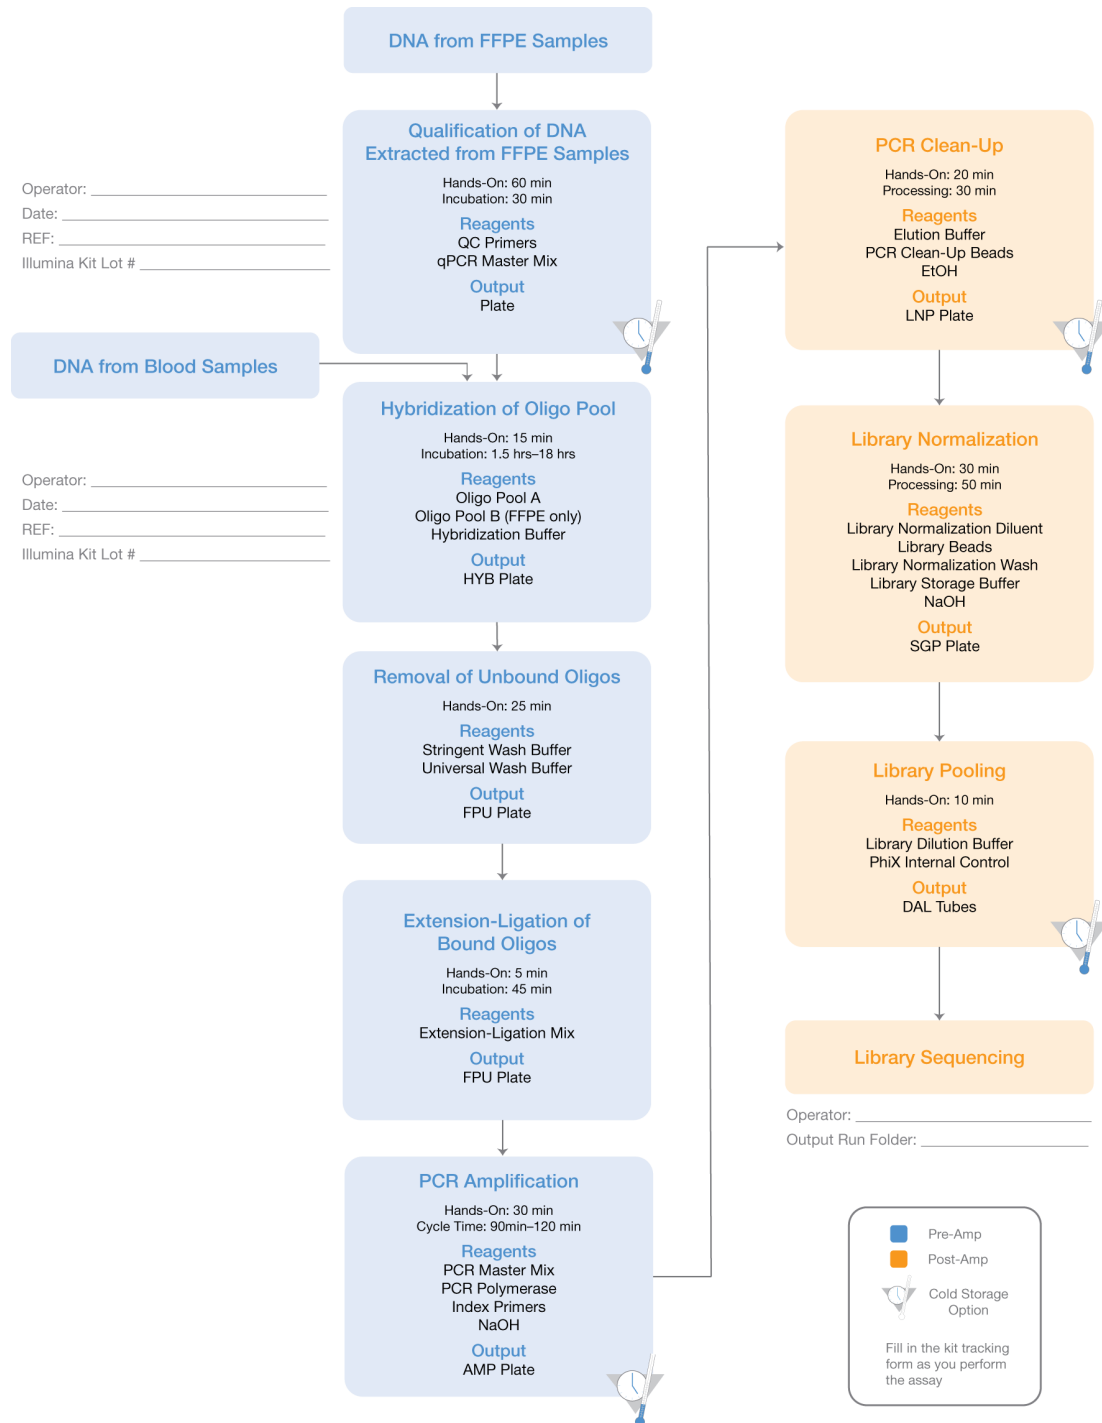 DNA from FFPE Samples
Qualification of DNA
Extracted from FFPE Samples
Hands-On: 60 min
Incubation: 30 min
Reagents
QC Primers
qPCR Master Mix
Output
Plate
Operator:
Date:
REF:
Illumina Kit Lot #
DNA from Blood Samples
Hybridization of Oligo Pool
Hands-On: 15 min
Incubation: 1.5 hrs–18 hrs
Reagents
Oligo Pool A
Oligo Pool B (FFPE only)
Hybridization Buffer
Output
HYB Plate
Operator:
Date:
REF:
Illumina Kit Lot #
Removal of Unbound Oligos
Hands-On: 25 min
Reagents
Stringent Wash Buffer
Universal Wash Buffer
Output
FPU Plate
Extension-Ligation of
Bound Oligos
Hands-On: 5 min
Incubation: 45 min
Reagents
Extension-Ligation Mix
Output
FPU Plate
PCR Amplification
Hands-On: 30 min
Cycle Time: 90min–120 min
Reagents
PCR Master Mix
PCR Polymerase
Index Primers
NaOH
Output
AMP Plate
PCR Clean-Up
Hands-On: 20 min
Processing: 30 min
Reagents
Elution Buffer
PCR Clean-Up Beads
EtOH
Output
LNP Plate
Library Normalization
Hands-On: 30 min
Processing: 50 min
Reagents
Library Normalization Diluent
Library Beads
Library Normalization Wash
Library Storage Buffer
NaOH
Output
SGP Plate
Library Pooling
Hands-On: 10 min
Reagents
Library Dilution Buffer
PhiX Internal Control
Output
DAL Tubes
Library Sequencing
Operator:
Output Run Folder:
Pre-Amp
Post-Amp
Cold Storage
Option
Fill in the kit tracking
form as you perform
the assay